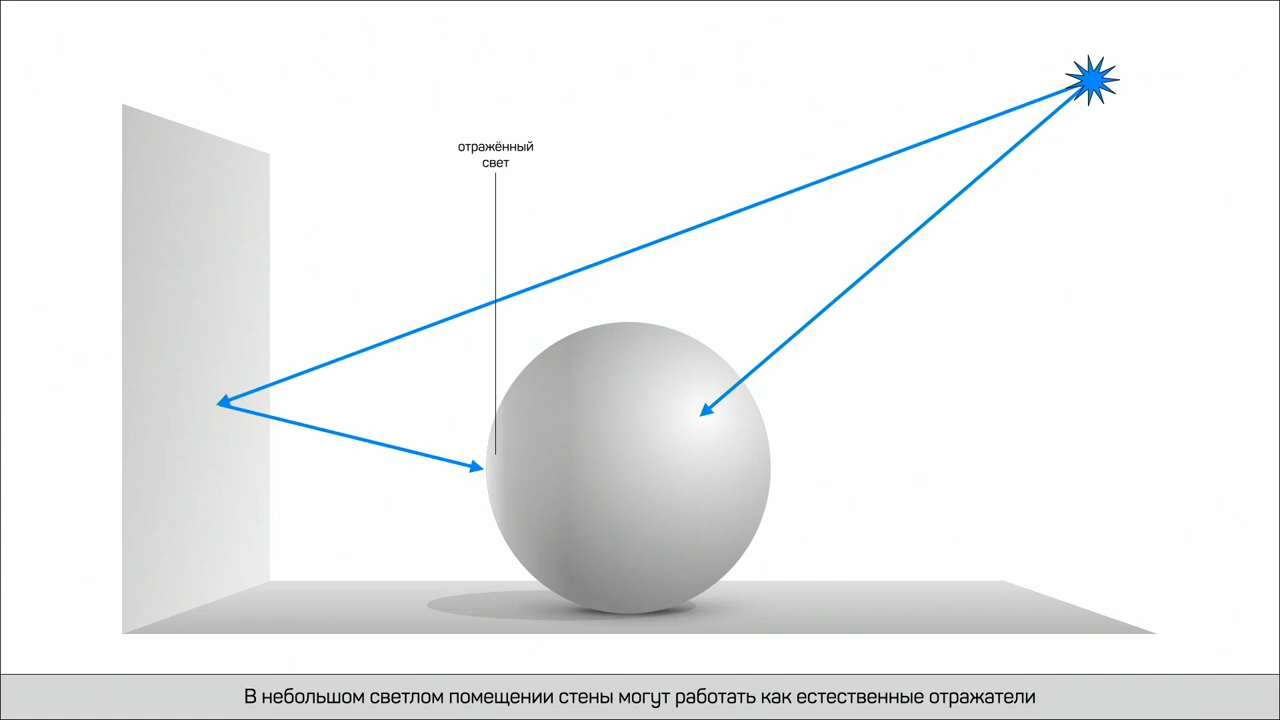 отражённый
свет
В небольшом светлом помещении стены могут работать как естественные отражатели